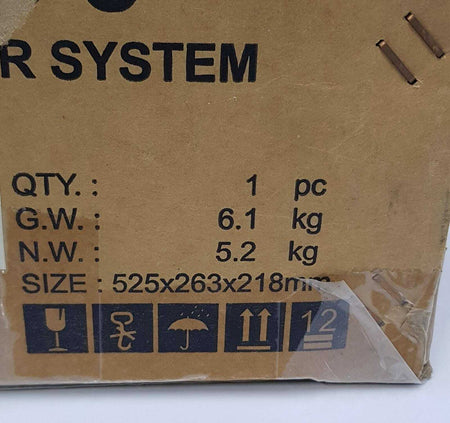 R SYSTEM
QTY. : 1 pc
G.W. : 6.1 kg
N.W. : 5.2 kg
SIZE : 525x263x218mm
12